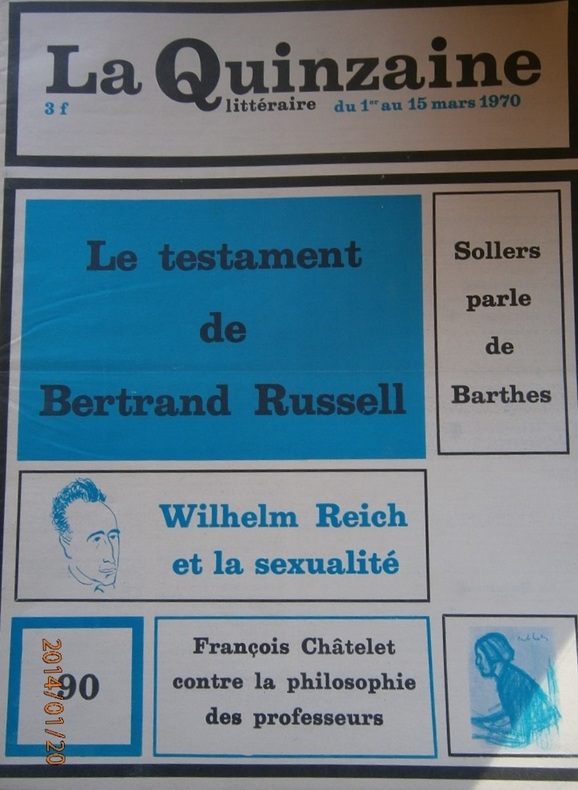 La Quinzaine
3 f littéraire du 1er au 15 mars 1970
Le testament
de
Bertrand Russell
Sollers
parle
de
Barthes
Wilhelm Reich
et la sexualité
90
François Châtelet
contre la philosophie
des professeurs
2014/01/20